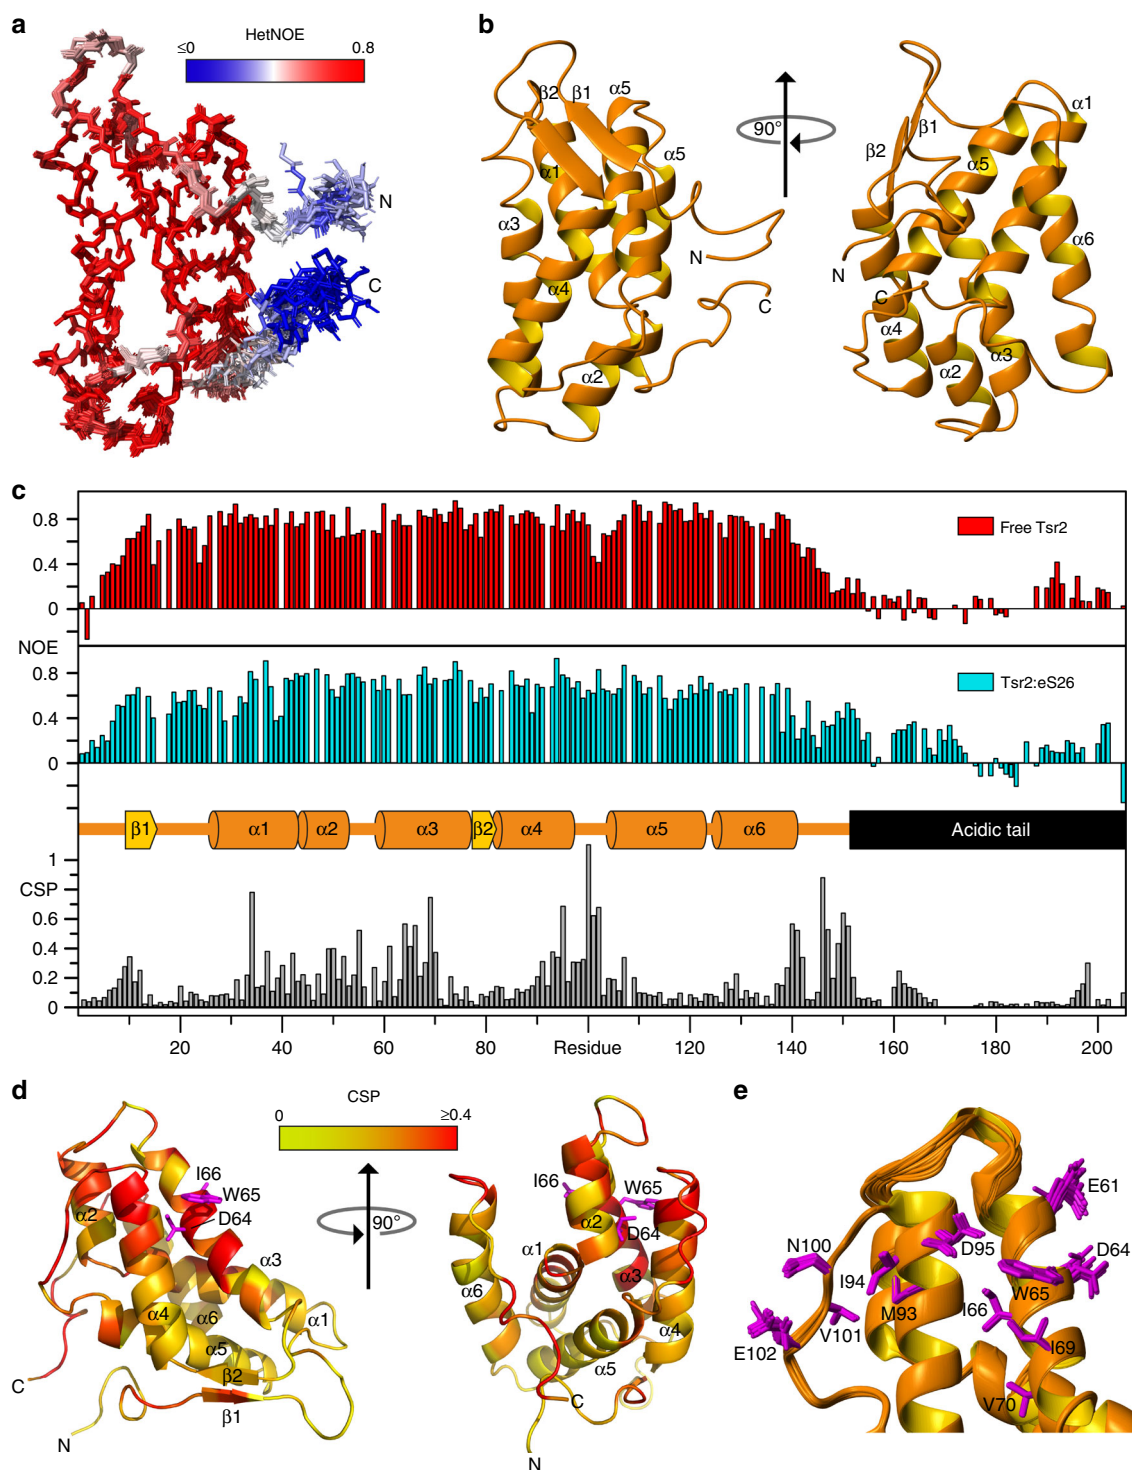 a
HetNOE
≤0 0.8
N
C
b
β2 β1 α5
α5
α1
α3
α4
α2
N
C
90°
α1
β1
β2
α5
α6
N
C
α4
α2
α3
c
0.8
0.4
0
Free Tsr2
NOE
0.8
0.4
0
Tsr2:eS26
β1 α1 α2 α3 β2 α4 α5 α6 Acidic tail
1
CSP
0.6
0.4
0.2
0
20 40 60 80 Residue 120 140 160 180 200
d
CSP
0 ≥0.4
90°
I66
W65
D64
α2
α3
α4
α6
α1
α5
β2
β1
C
N
I66
W65
α2
D64
α1
α3
α6
α4
α5
C
N
e
E61
N100
D95
D64
I94
W65
M93
I66
V101
E102
I69
V70